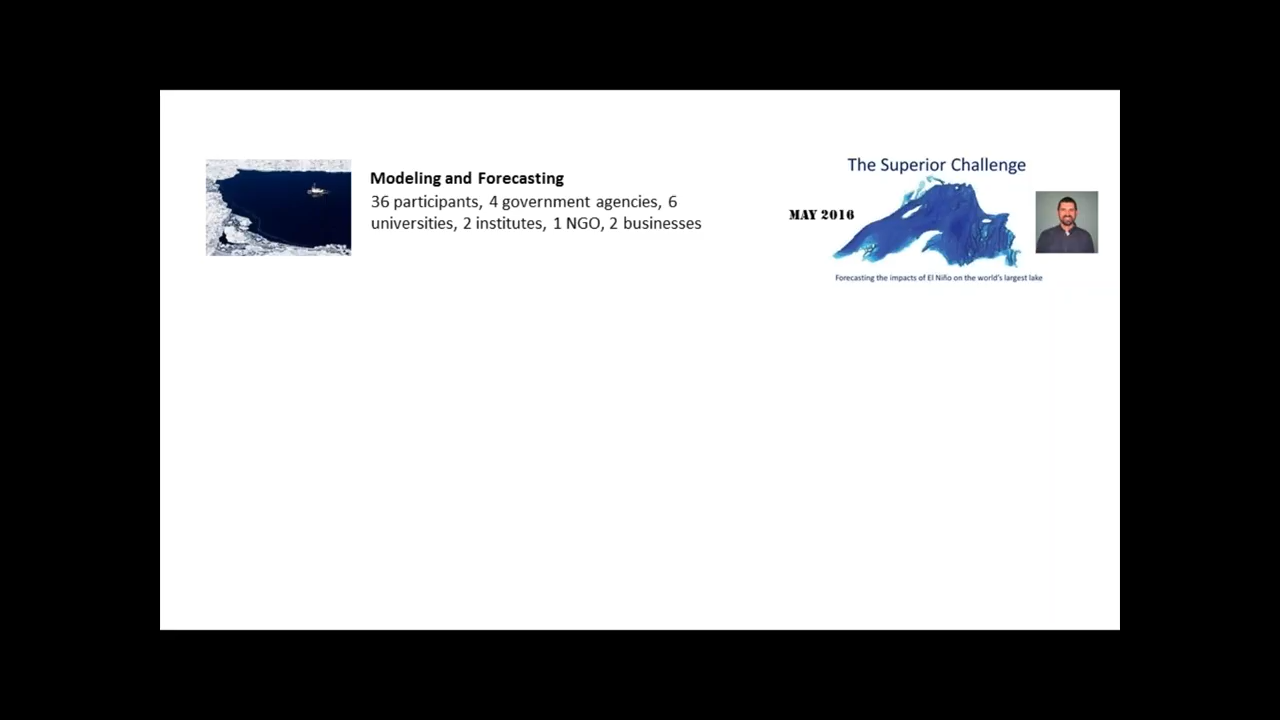 Modeling and Forecasting
36 participants, 4 government agencies, 6
universities, 2 institutes, 1 NGO, 2 businesses
The Superior Challenge
MAY 2016
Forecasting the impacts of El Niño on the world's largest lake